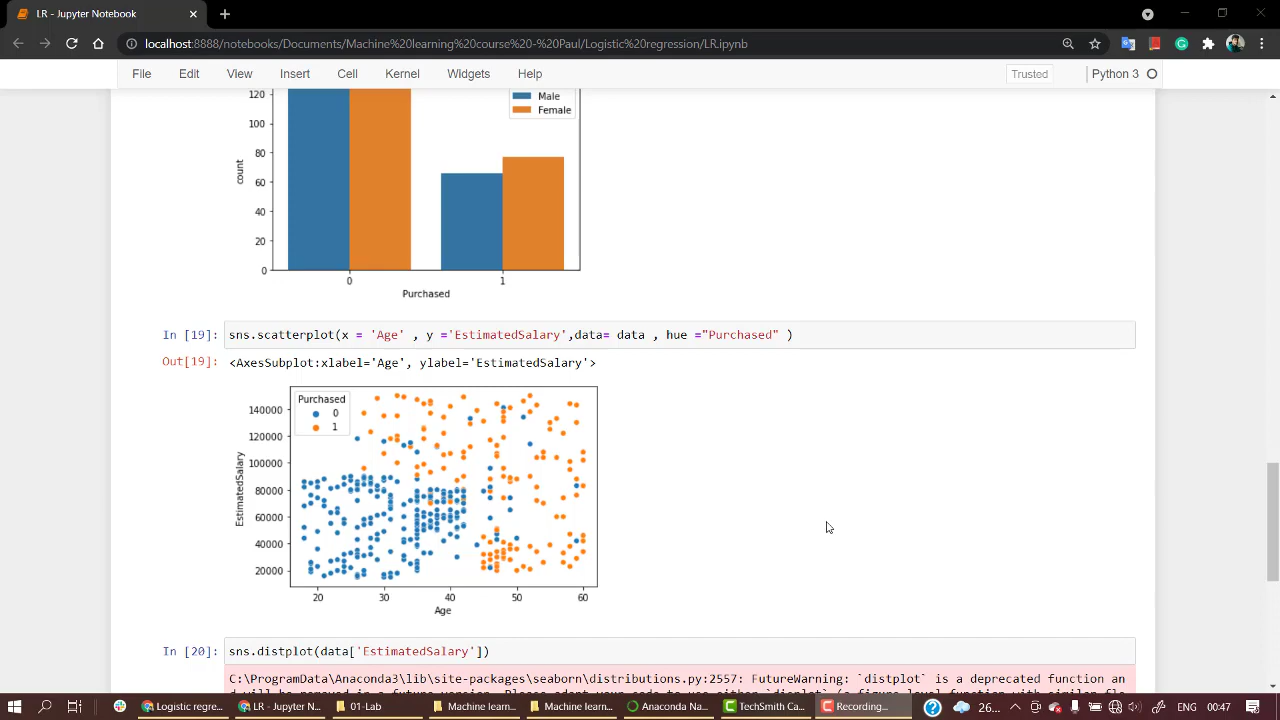 LR - Jupyter Notebook
localhost:8888/notebooks/Documents/Machine%20learning%20course%20-%20Paul/Logistic%20regression/LR.ipynb
File Edit View Insert Cell Kernel Widgets Help Trusted Python 3
120
100
80
60
40
20
0
count
Male
Female
0 1
Purchased
In [19]: sns.scatterplot(x = 'Age' , y ='EstimatedSalary',data= data , hue ="Purchased" )
Out[19]: <AxesSubplot:xlabel='Age', ylabel='EstimatedSalary'>
Purchased
0
1
140000
120000
100000
80000
60000
40000
20000
EstimatedSalary
20 30 40 50 60
Age
In [20]: sns.distplot(data['EstimatedSalary'])
C:\ProgramData\Anaconda3\lib\site-packages\seaborn\distributions.py:2557: FutureWarning: `distplot` is a deprecated function an
Logistic regre... LR - Jupyter N... 01-Lab Machine learn... Machine learn... Anaconda Na... TechSmith Ca... Recording... 26... ENG 00:47